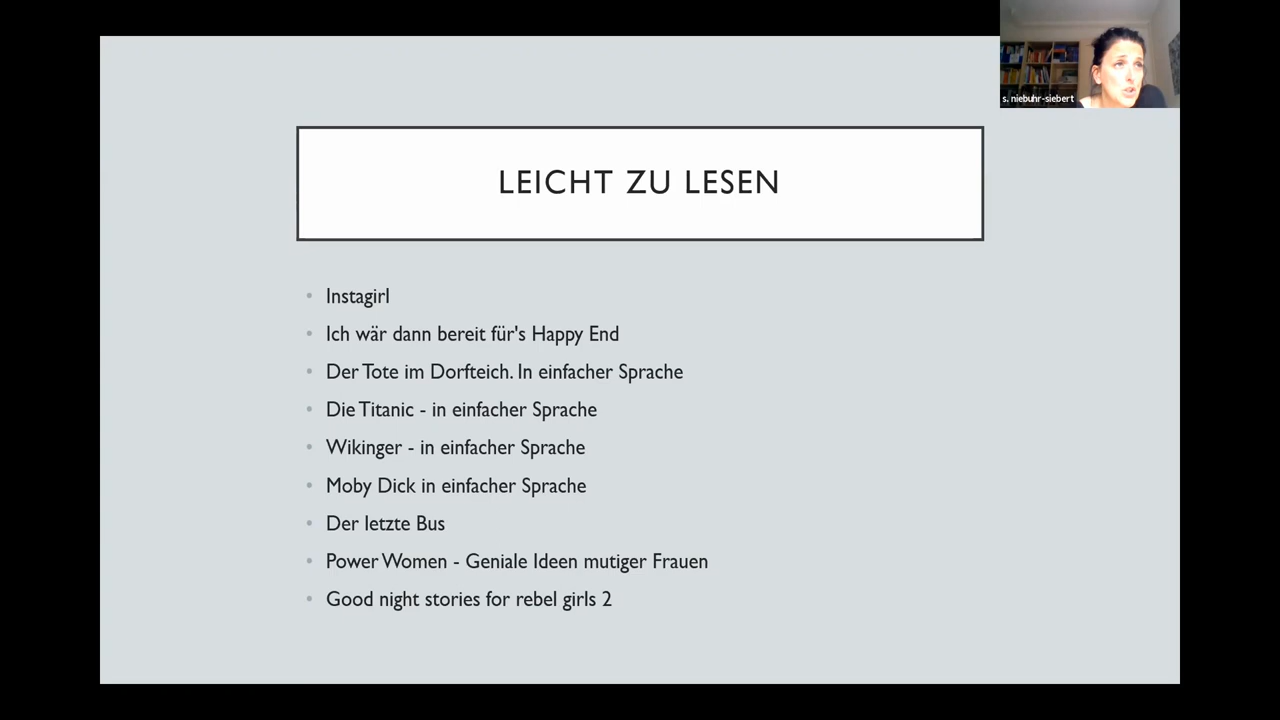 s. niebuhr-siebert
LEICHT ZU LESEN
• Instagirl
• Ich wär dann bereit für's Happy End
• Der Tote im Dorfteich. In einfacher Sprache
• Die Titanic - in einfacher Sprache
• Wikinger - in einfacher Sprache
• Moby Dick in einfacher Sprache
• Der letzte Bus
• Power Women - Geniale Ideen mutiger Frauen
• Good night stories for rebel girls 2